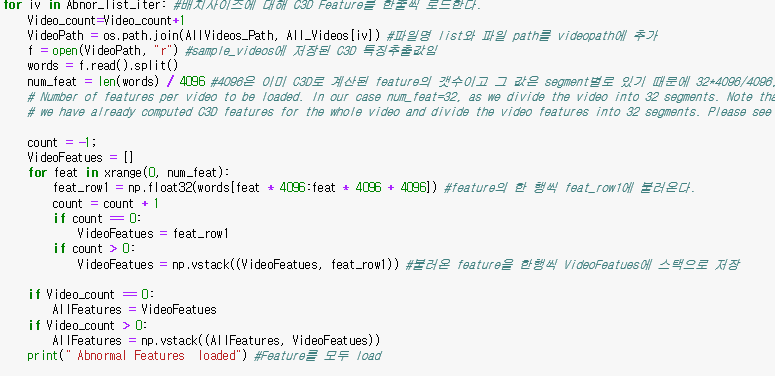 for iv in Abnor_list_iter: #배치사이즈에 대해 C3D Feature를 한줄씩 로드한다.
    Video_count=Video_count+1
    VideoPath = os.path.join(AllVideos_Path, All_Videos[iv]) #파일명 list와 파일 path를 videopath에 추가
    f = open(VideoPath, "r") #sample_videos에 저장된 C3D 특징추출값임
    words = f.read().split()
    num_feat = len(words) / 4096 #4096은 이미 C3D로 계산된 feature의 갯수이고 그 값은 segment별로 있기 때문에 32*4096/4096,
    # Number of features per video to be loaded. In our case num_feat=32, as we divide the video into 32 segments. Note tha
    # we have already computed C3D features for the whole video and divide the video features into 32 segments. Please see

    count = -1;
    VideoFeatues = []
    for feat in xrange(0, num_feat):
        feat_row1 = np.float32(words[feat * 4096:feat * 4096 + 4096]) #feature의 한 행씩 feat_row1에 불러온다.
        count = count + 1
        if count == 0:
            VideoFeatues = feat_row1
        if count > 0:
            VideoFeatues = np.vstack((VideoFeatues, feat_row1)) #불러온 feature을 한행씩 VideoFeatues에 스택으로 저장

    if Video_count == 0:
        AllFeatures = VideoFeatues
    if Video_count > 0:
        AllFeatures = np.vstack((AllFeatures, VideoFeatues))
    print(" Abnormal Features  loaded") #Feature를 모두 load